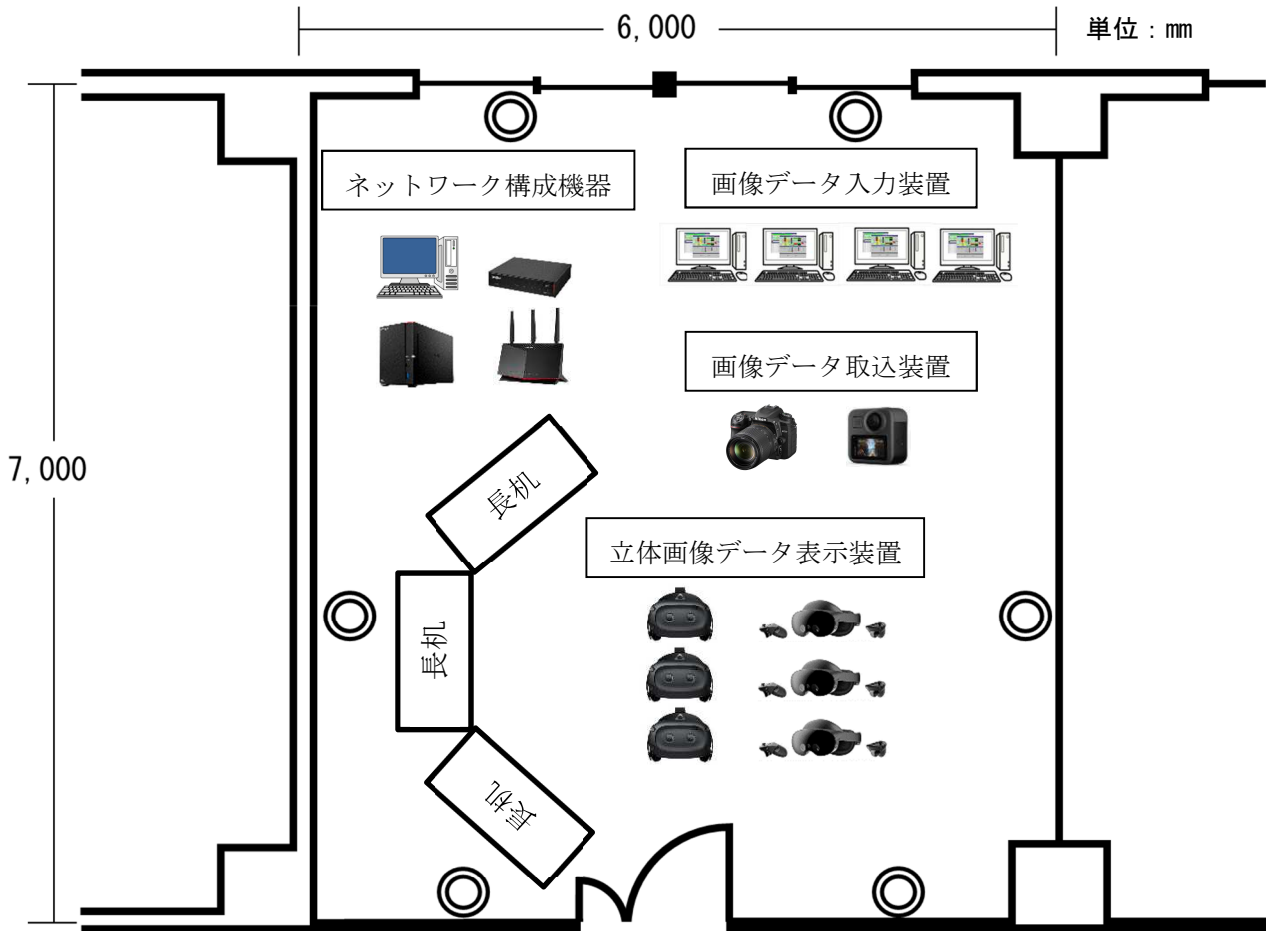 6,000
単位：㎜
ネットワーク構成機器
画像データ入力装置
画像データ取込装置
7,000
長机
立体画像データ表示装置
長机
長机